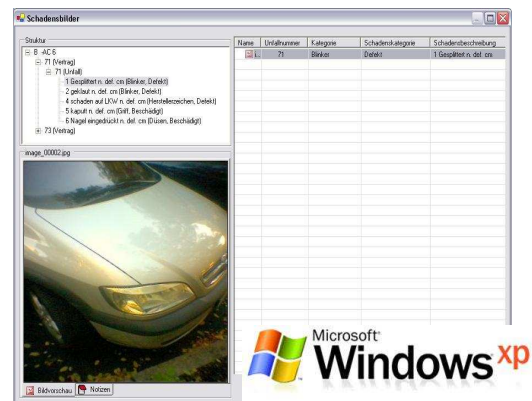 Schadensbilder
Struktur
B -AC 6
71 (Vertrag)
71 (Unfall)
1 Gesplittert n. def. cm (Blinker, Defekt)
2 geklaut n. def. cm (Blinker, Defekt)
4 schaden auf LKW n. def. cm (Herstellerzeichen, Defekt)
5 kaputt n. def. cm (Griff, Beschädigt)
6 Nagel eingedrückt n. def. cm (Düsen, Beschädigt)
73 (Vertrag)
Name Unfallnummer Kategorie Schadenskategorie Schadensbeschreibung
i... 71 Blinker Defekt 1 Gesplittert n. def. cm
image_00002.jpg
Bildvorschau Notizen
Microsoft
Windows xp